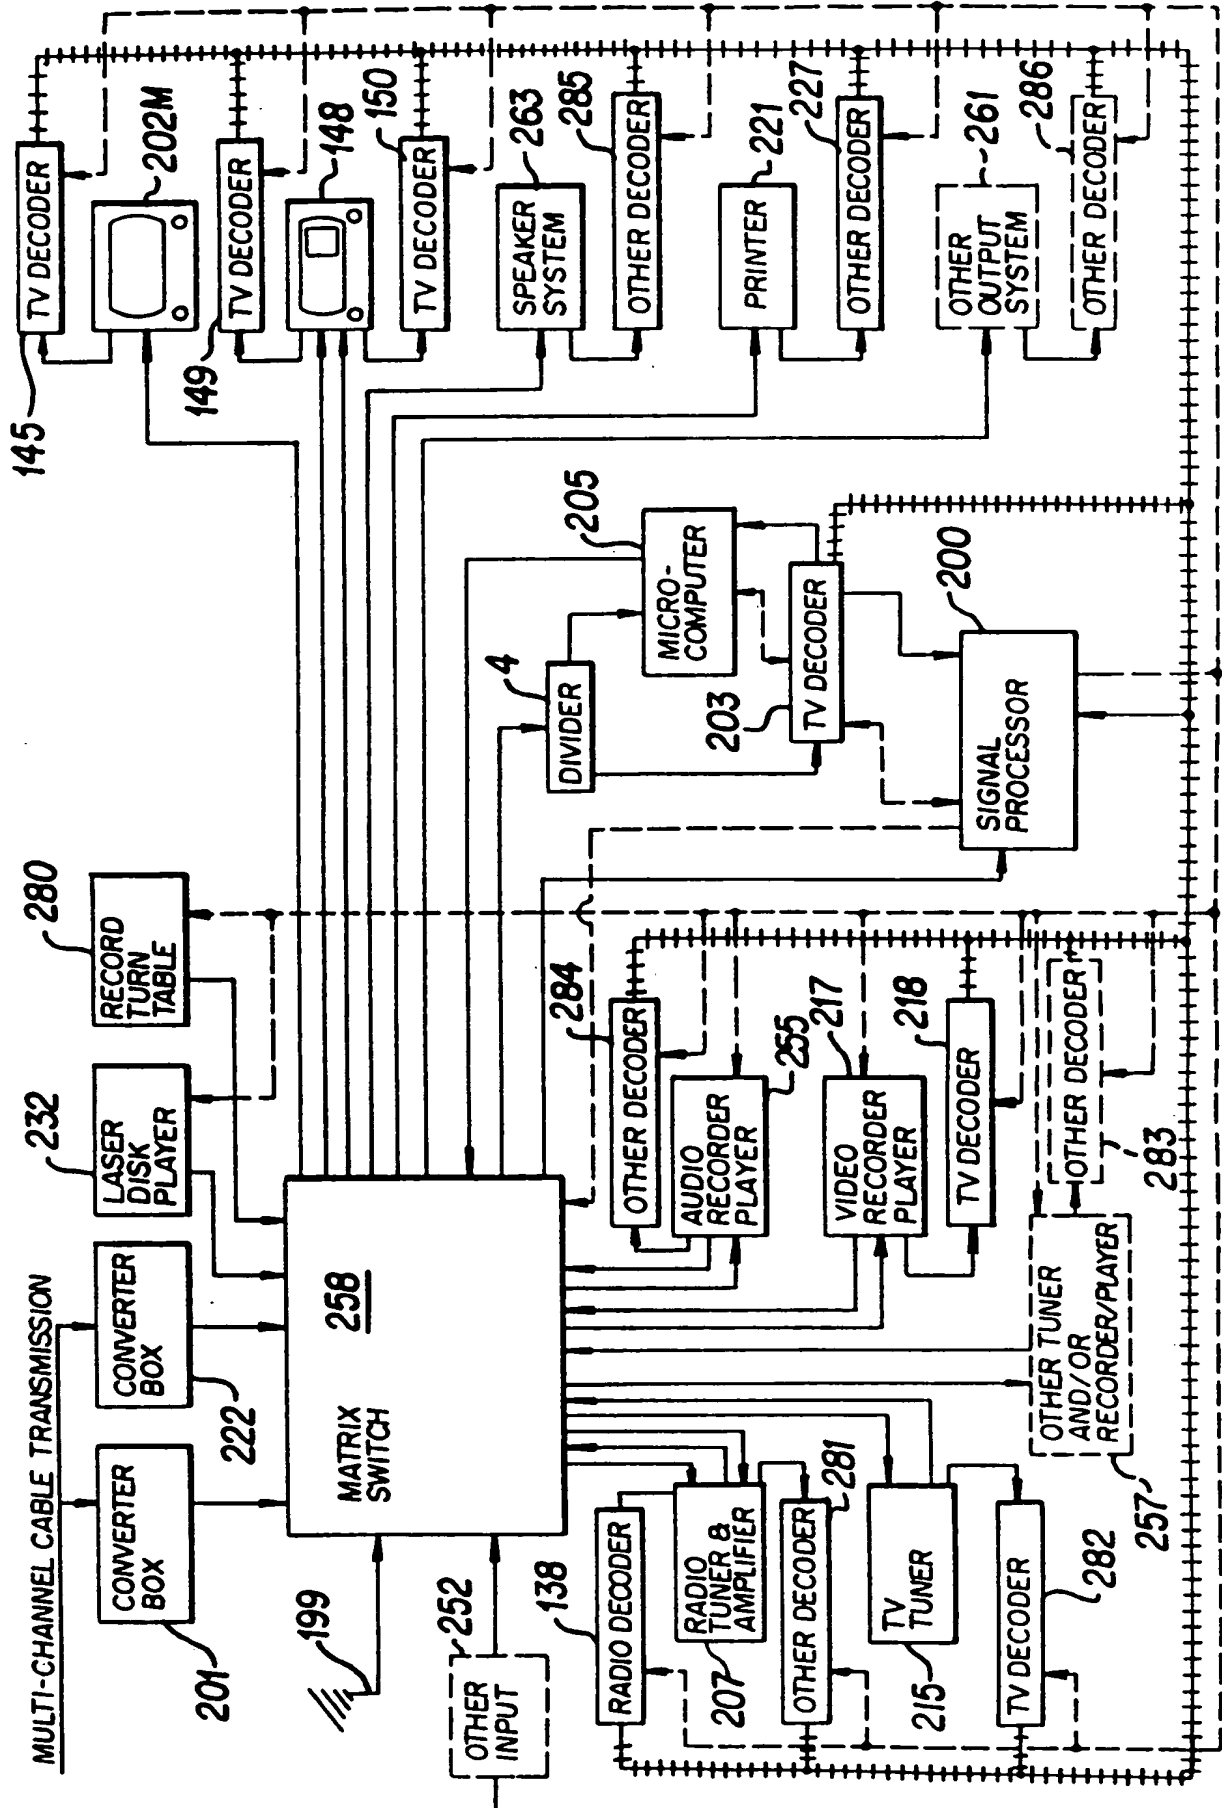 MULTI-CHANNEL CABLE TRANSMISSION
201
CONVERTER
BOX
222
CONVERTER
BOX
232
LASER
DISK
PLAYER
280
RECORD
TURN
TABLE
199
252
OTHER
INPUT
MATRIX
SWITCH
258
145
TV DECODER
202M
149
TV DECODER
148
150
TV DECODER
SPEAKER
SYSTEM
263
OTHER DECODER
285
PRINTER
221
OTHER DECODER
227
OTHER
OUTPUT
SYSTEM
261
OTHER DECODER
286
4
DIVIDER
205
MICRO-
COMPUTER
203
TV DECODER
200
SIGNAL
PROCESSOR
138
RADIO DECODER
207
RADIO
TUNER &
AMPLIFIER
OTHER DECODER
281
215
TV
TUNER
TV DECODER
282
284
OTHER DECODER
AUDIO
RECORDER
PLAYER
255
VIDEO
RECORDER
PLAYER
217
TV DECODER
218
OTHER TUNER
AND/OR
RECORDER/PLAYER
257
OTHER DECODER
283